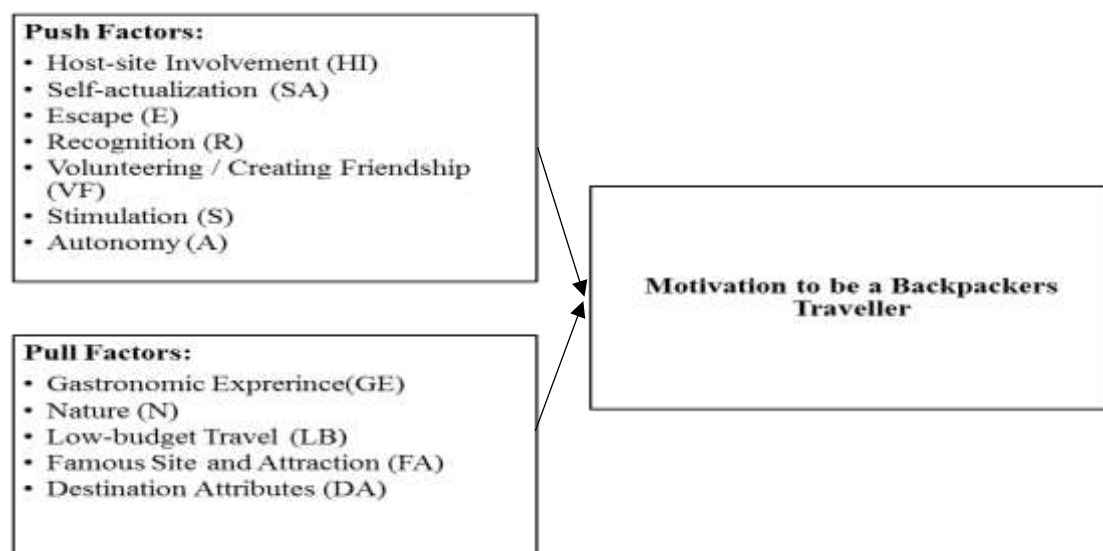 Push Factors:
• Host-site Involvement (HI)
• Self-actualization (SA)
• Escape (E)
• Recognition (R)
• Volunteering / Creating Friendship
(VF)
• Stimulation (S)
• Autonomy (A)
Motivation to be a Backpackers
Traveller
Pull Factors:
• Gastronomic Exprerince(GE)
• Nature (N)
• Low-budget Travel (LB)
• Famous Site and Attraction (FA)
• Destination Attributes (DA)